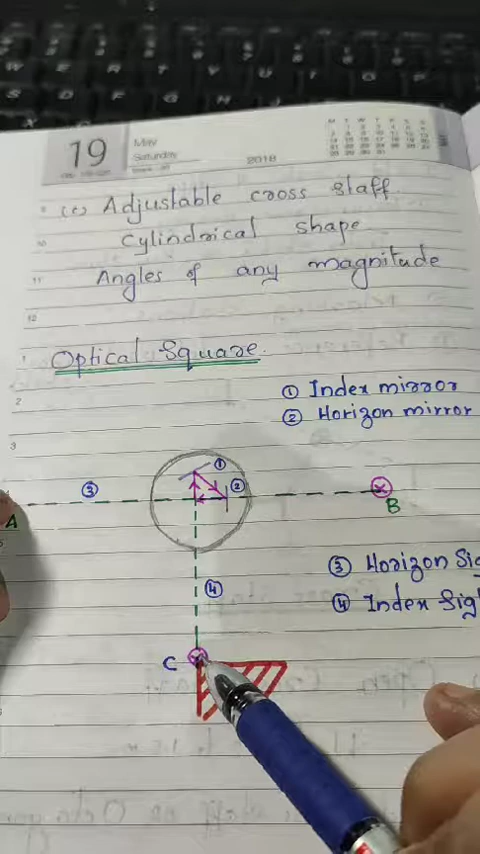 19
May
Saturday
2018
(c) Adjustable cross staff
Cylindrical shape
Angles of any magnitude
Optical Square.
① Index mirror
② Horizon mirror
①
②
③
A
B
③ Horizon Sig
④ Index Sigh
④
C